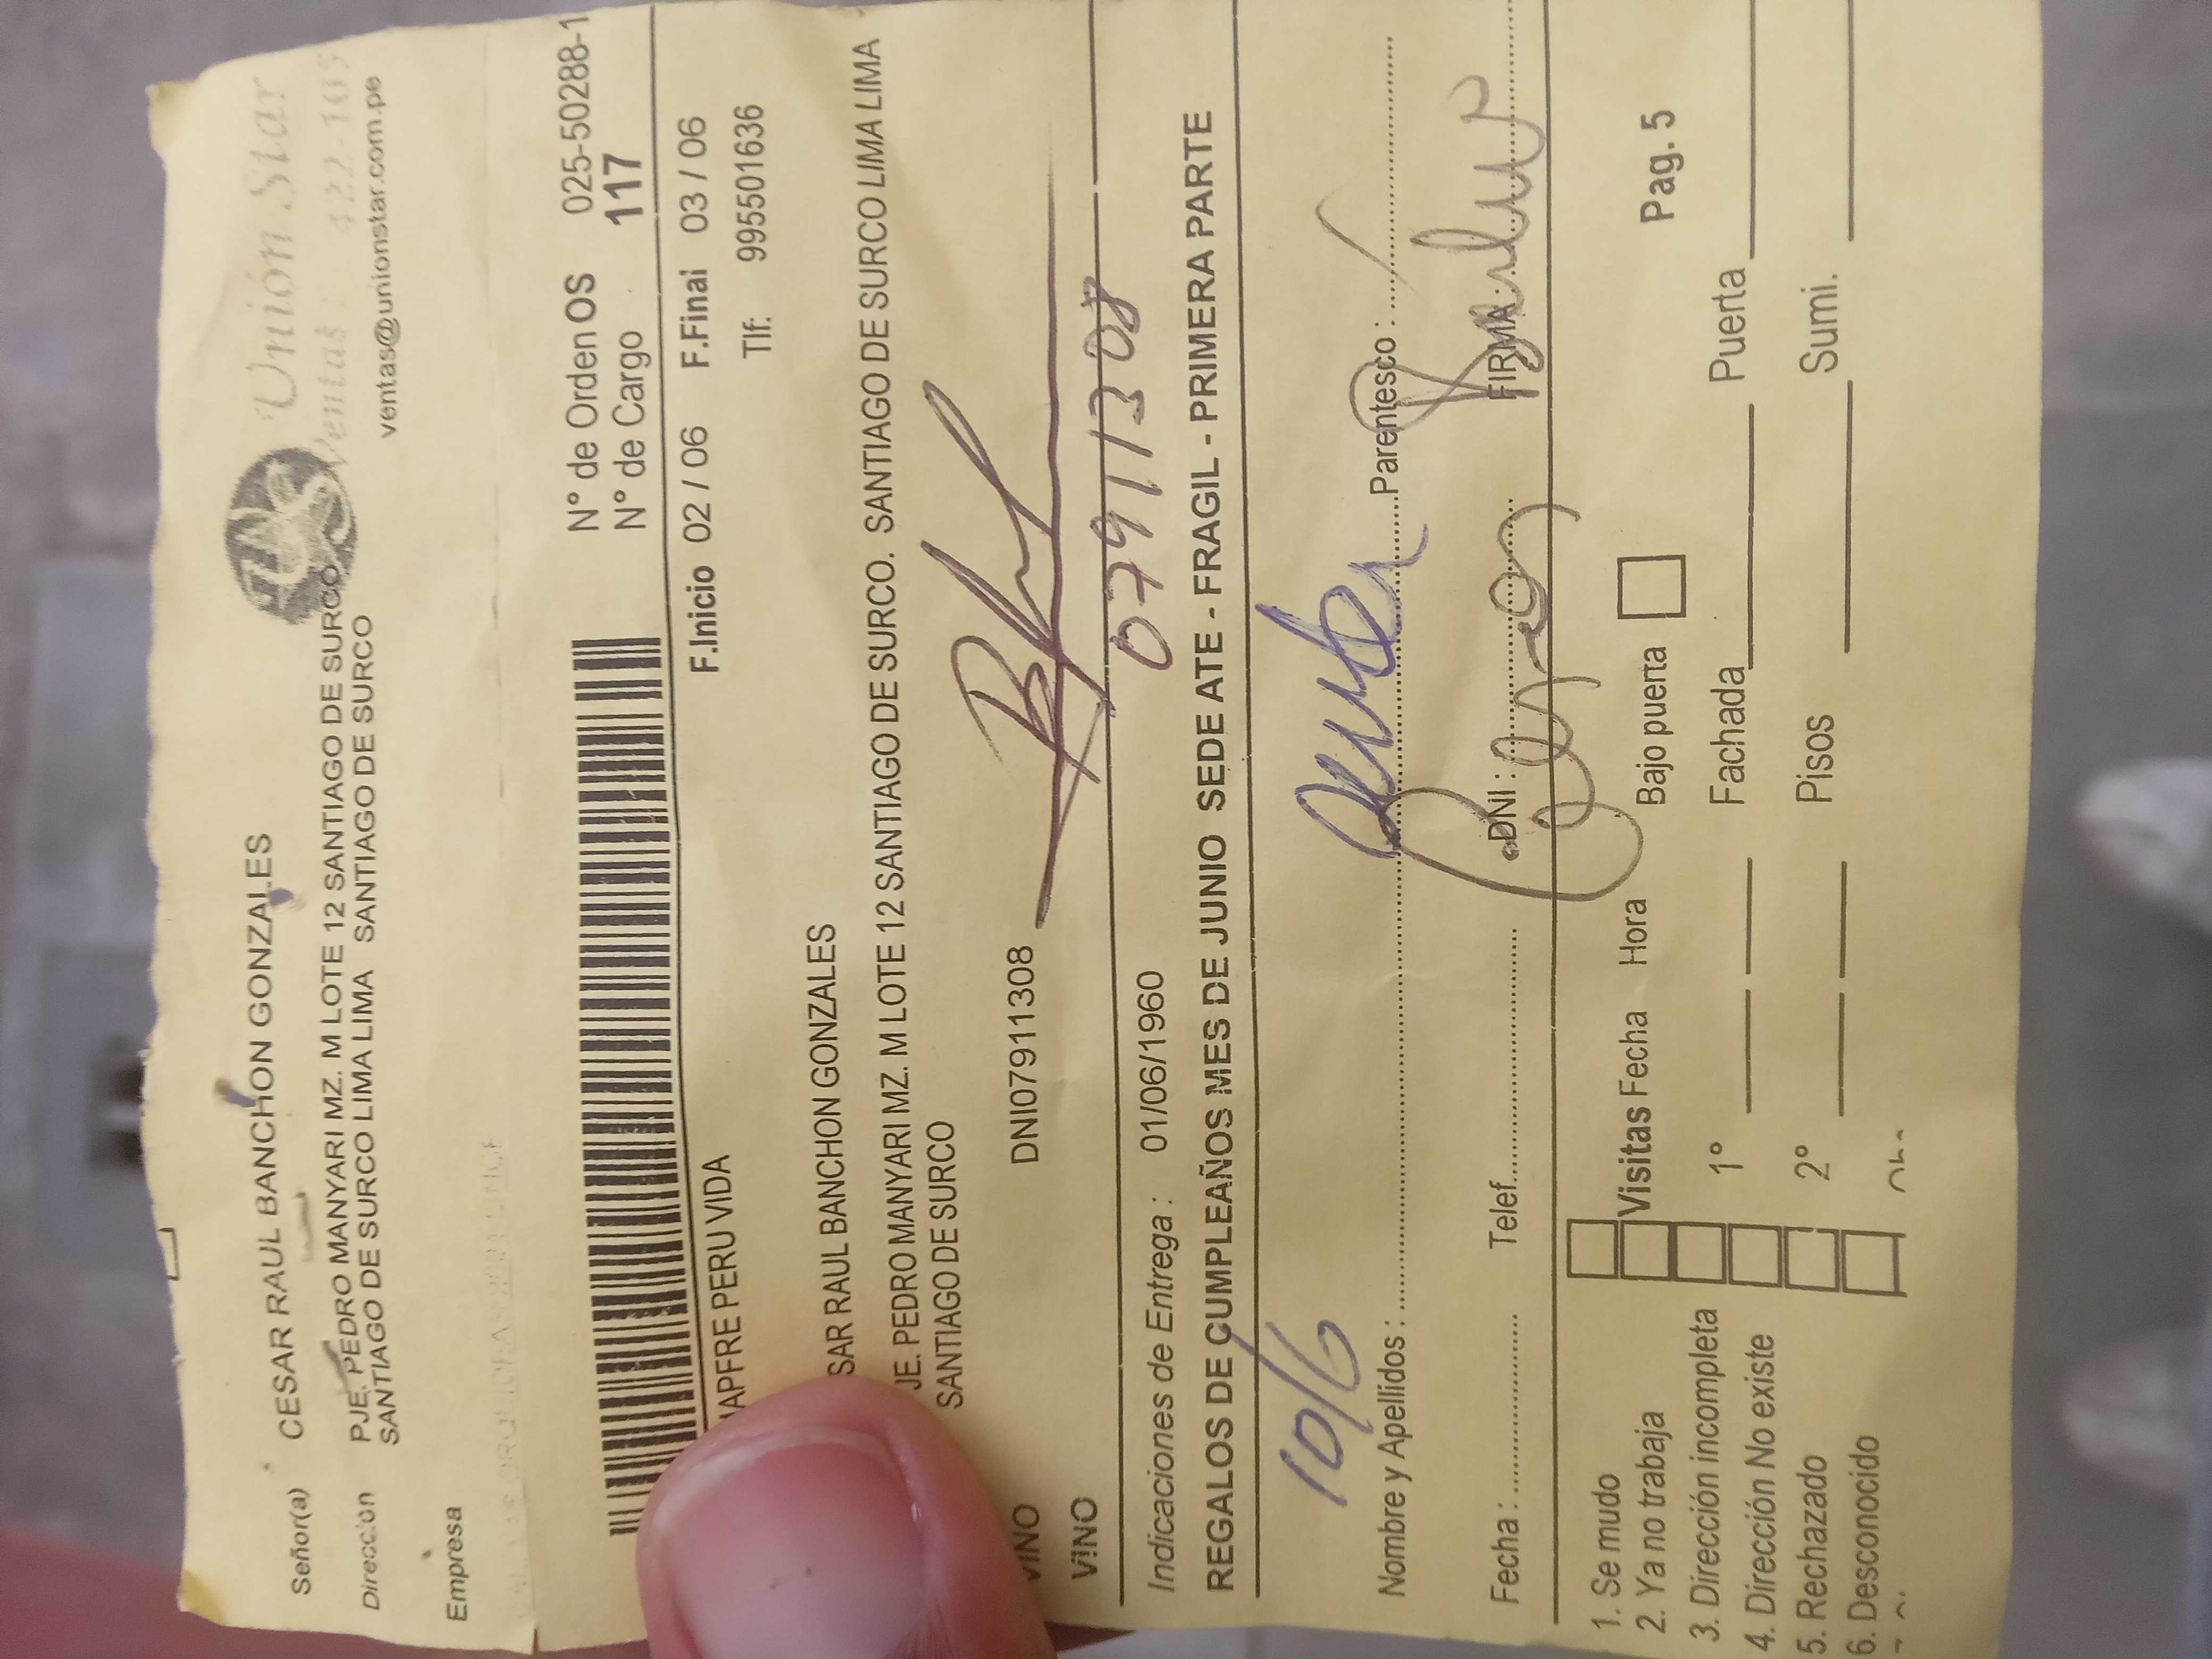 Unión Star
Ventas: 422-105
ventas@unionstar.com.pe
Señor(a) CESAR RAUL BANCHON GONZALES
Dirección PJE. PEDRO MANYARI MZ. M LOTE 12 SANTIAGO DE SURCO.
SANTIAGO DE SURCO LIMA LIMA SANTIAGO DE SURCO
Empresa
N° de Orden OS 025-50288-1
N° de Cargo 117
APFRE PERU VIDA F.Inicio 02 / 06 F.Final 03 / 06
Tlf: 995501636
SAR RAUL BANCHON GONZALES
JE. PEDRO MANYARI MZ. M LOTE 12 SANTIAGO DE SURCO. SANTIAGO DE SURCO LIMA LIMA
SANTIAGO DE SURCO
VINO DNI07911308
VINO
07911308
Indicaciones de Entrega : 01/06/1960
REGALOS DE CUMPLEAÑOS MES DE JUNIO SEDE ATE - FRAGIL - PRIMERA PARTE
10/6
Nombre y Apellidos : Parentesco :
Fecha : Telef. DNI : FIRMA
1. Se mudo
2. Ya no trabaja Visitas Fecha Hora Bajo puerta Pag. 5
3. Dirección incompleta
4. Dirección No existe 1° Fachada Puerta
5. Rechazado 2° Pisos Sumi.
6. Desconocido